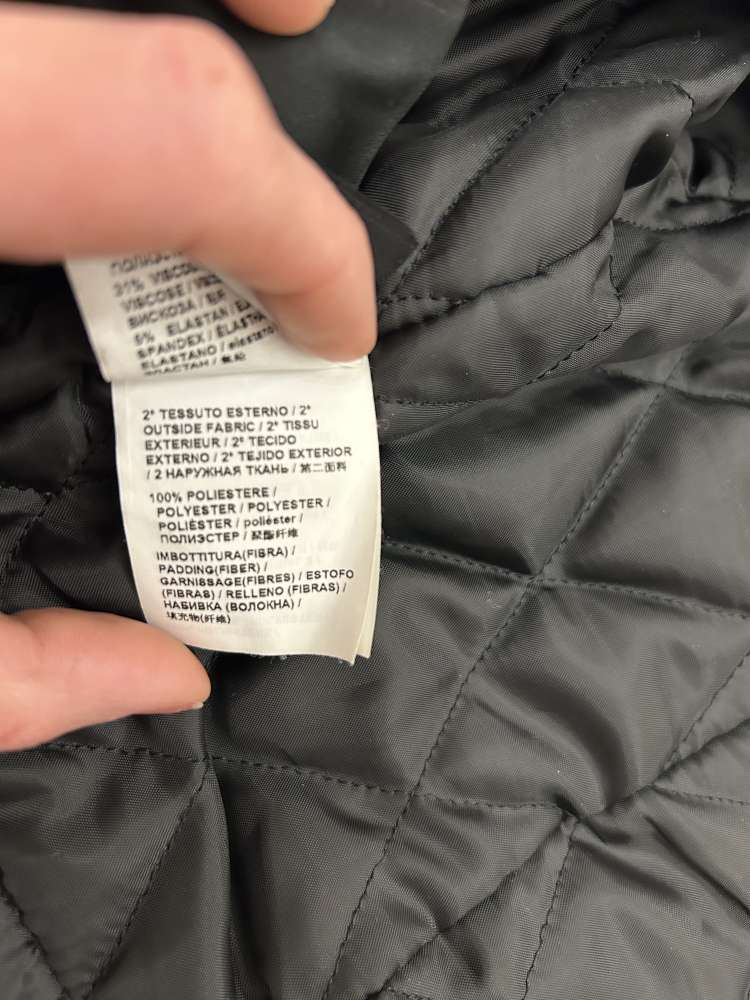 31% VISCOSA
VISCOSE /
ВИСКОЗА /
5% ELASTAN /
SPANDEX /
ELASTANO / elastano
ЭЛАСТАН / 氨纶
2° TESSUTO ESTERNO / 2°
OUTSIDE FABRIC / 2° TISSU
EXTERIEUR / 2° TECIDO
EXTERNO / 2° TEJIDO EXTERIOR
/ 2 НАРУЖНАЯ ТКАНЬ / 第二面料
100% POLIESTERE /
POLYESTER / POLYESTER /
POLIÉSTER / poliéster /
ПОЛИЭСТЕР / 聚酯纤维
IMBOTTITURA(FIBRA) /
PADDING(FIBER) /
GARNISSAGE(FIBRES) / ESTOFO
(FIBRAS) / RELLENO (FIBRAS) /
НАБИВКА (ВОЛОКНА) /
填充物(纤维)